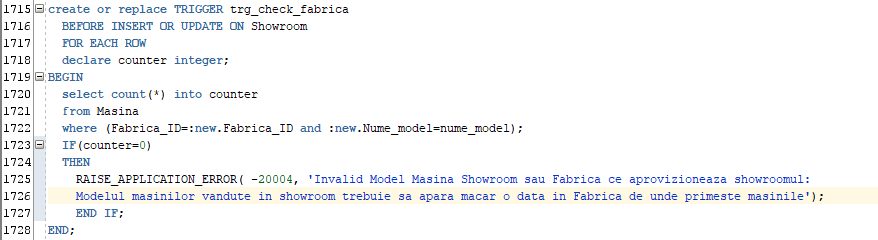 1715 create or replace TRIGGER trg_check_fabrica
1716 BEFORE INSERT OR UPDATE ON Showroom
1717 FOR EACH ROW
1718 declare counter integer;
1719 BEGIN
1720 select count(*) into counter
1721 from Masina
1722 where (Fabrica_ID=:new.Fabrica_ID and :new.Nume_model=nume_model);
1723 IF(counter=0)
1724 THEN
1725 RAISE_APPLICATION_ERROR( -20004, 'Invalid Model Masina Showroom sau Fabrica ce aprovizioneaza showroomul:
1726 Modelul masinilor vandute in showroom trebuie sa apara macar o data in Fabrica de unde primeste masinile');
1727 END IF;
1728 END;